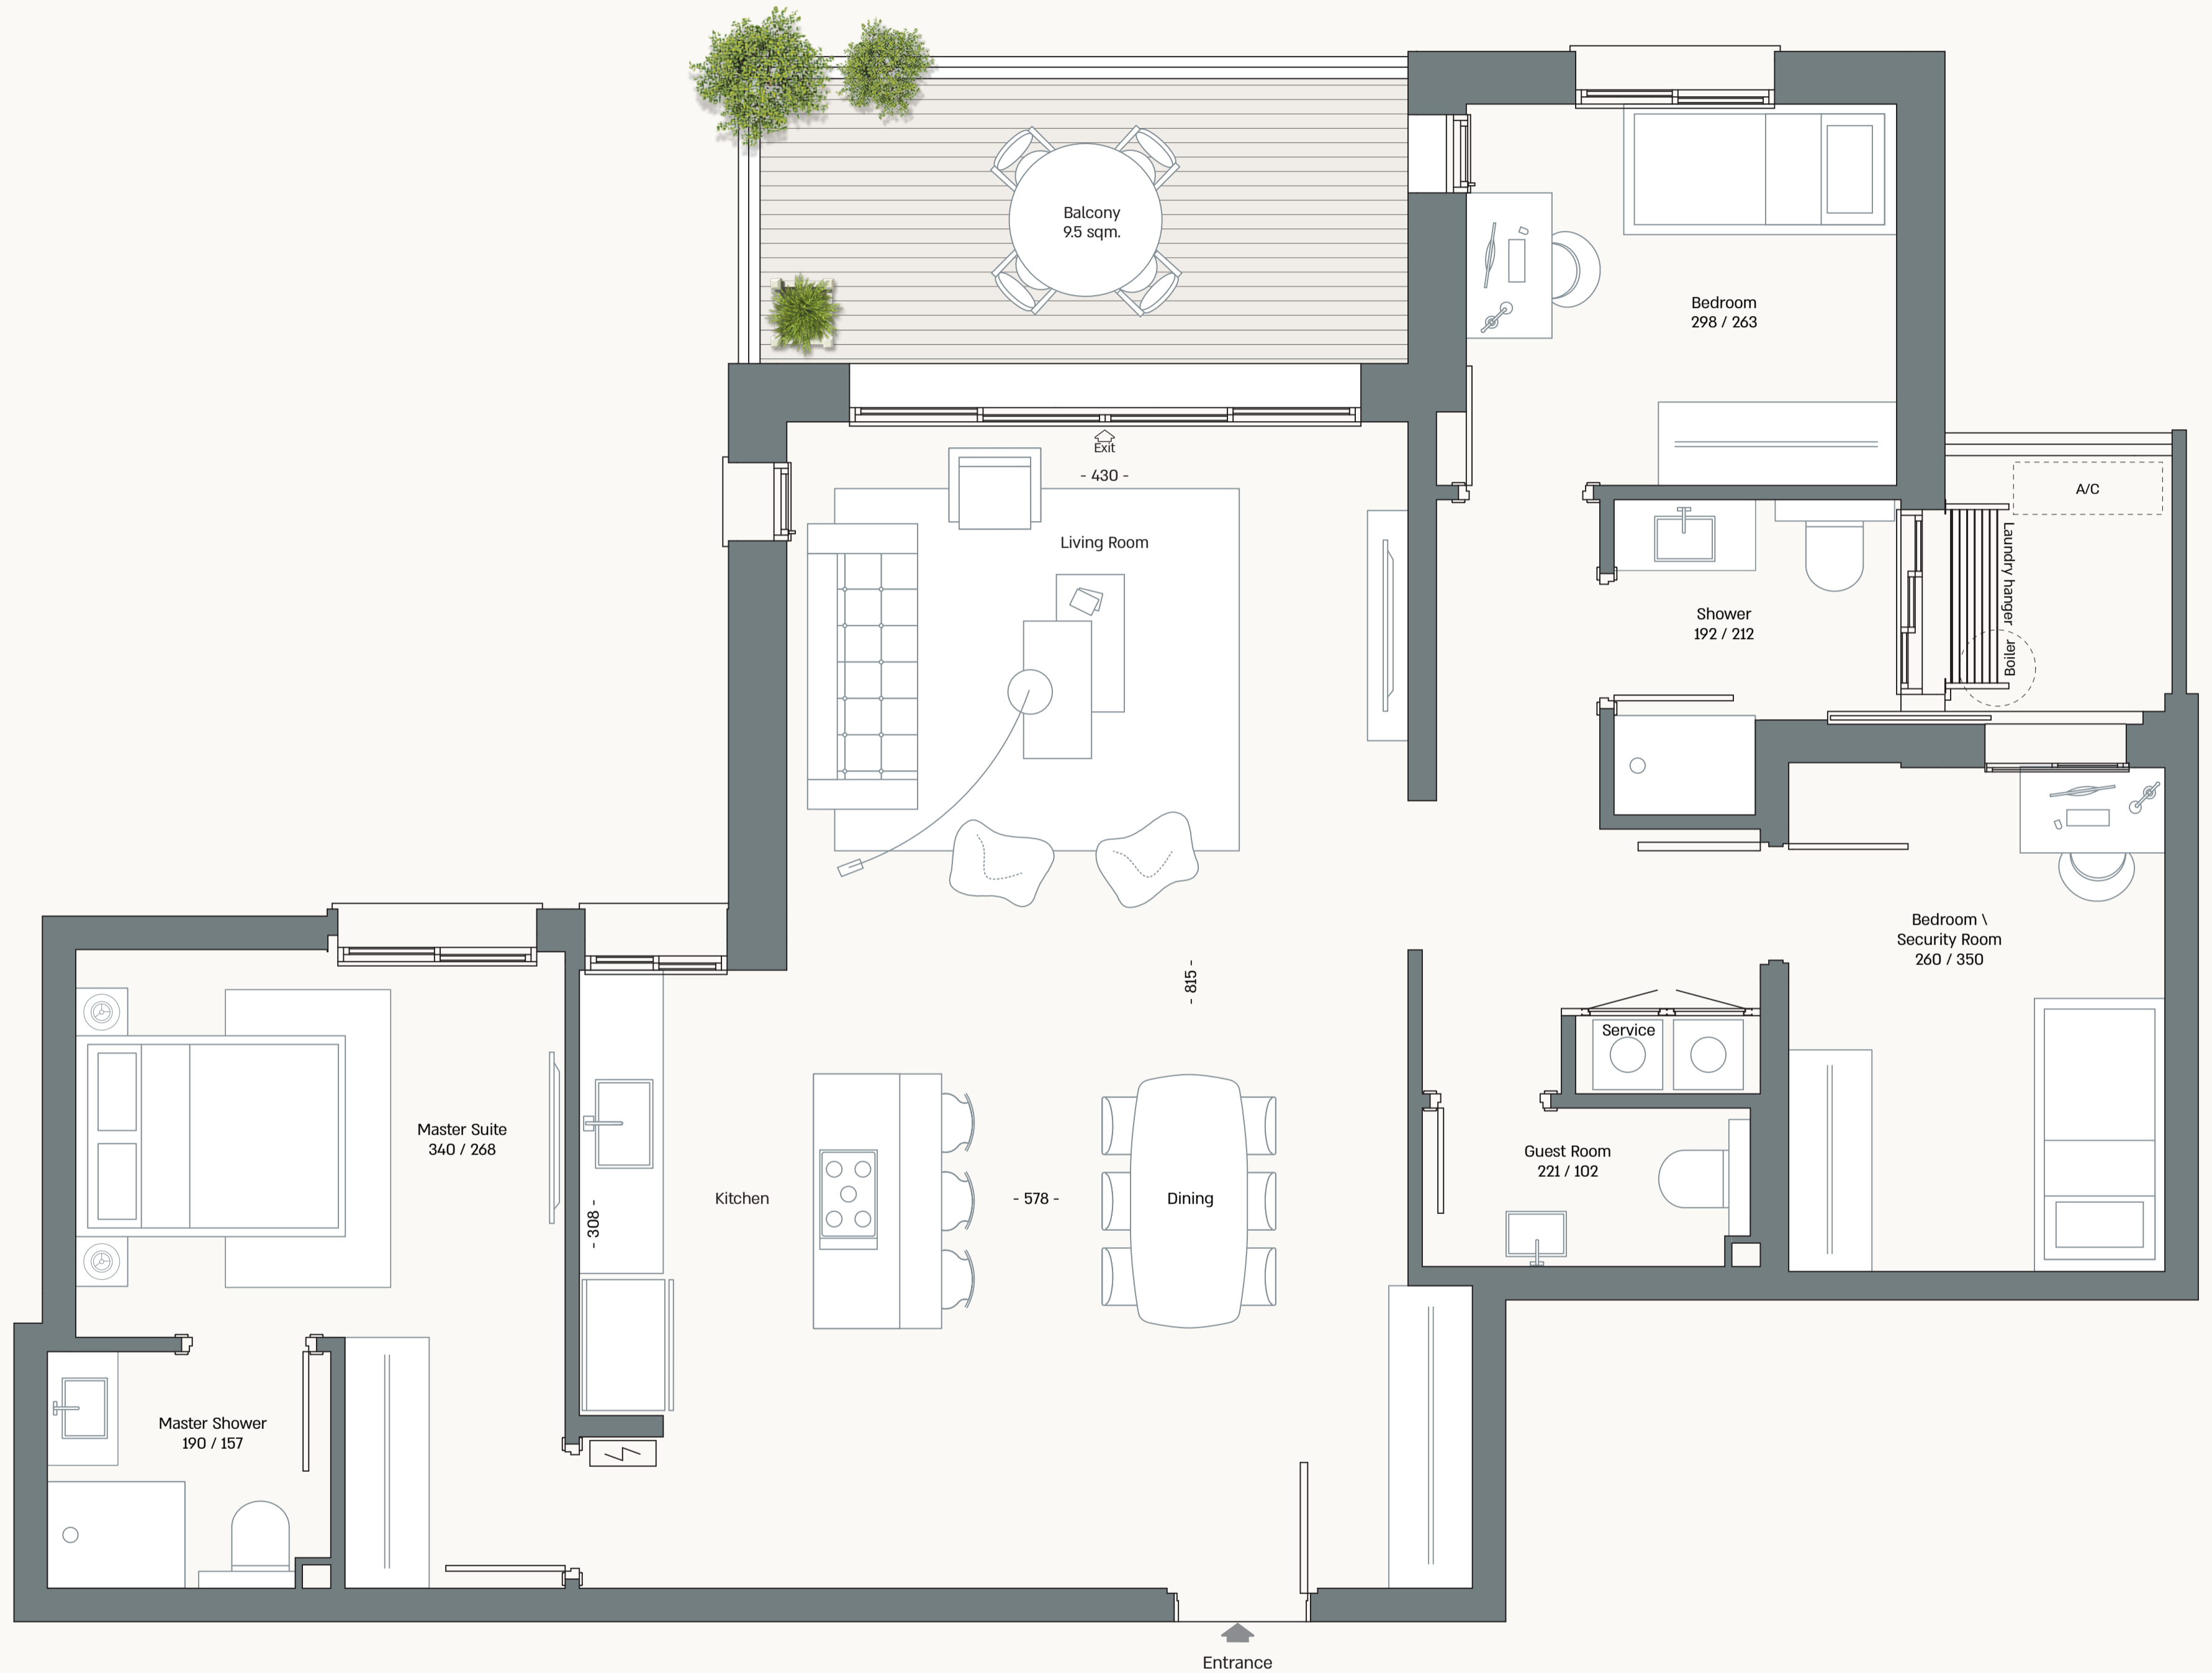 Balcony
9.5 sqm.
Bedroom
298 / 263
Exit
- 430 -
Living Room
A/C
Laundry hanger
Boiler
Shower
192 / 212
Bedroom \
Security Room
260 / 350
- 815 -
Service
Master Suite
340 / 268
Guest Room
221 / 102
- 308 -
Kitchen
- 578 -
Dining
Master Shower
190 / 157
Entrance